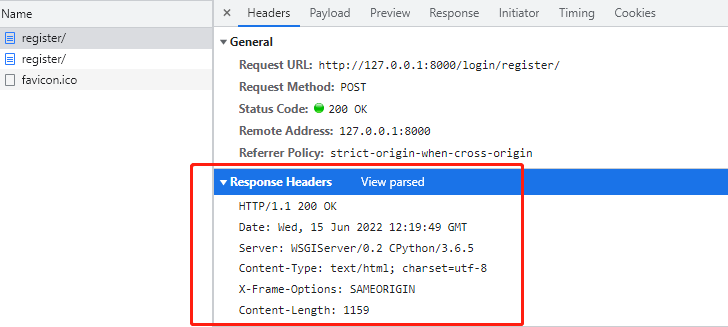 Name
register/
register/
favicon.ico
× Headers Payload Preview Response Initiator Timing Cookies
▼ General
Request URL: http://127.0.0.1:8000/login/register/
Request Method: POST
Status Code: 200 OK
Remote Address: 127.0.0.1:8000
Referrer Policy: strict-origin-when-cross-origin
▼ Response Headers View parsed
HTTP/1.1 200 OK
Date: Wed, 15 Jun 2022 12:19:49 GMT
Server: WSGIServer/0.2 CPython/3.6.5
Content-Type: text/html; charset=utf-8
X-Frame-Options: SAMEORIGIN
Content-Length: 1159